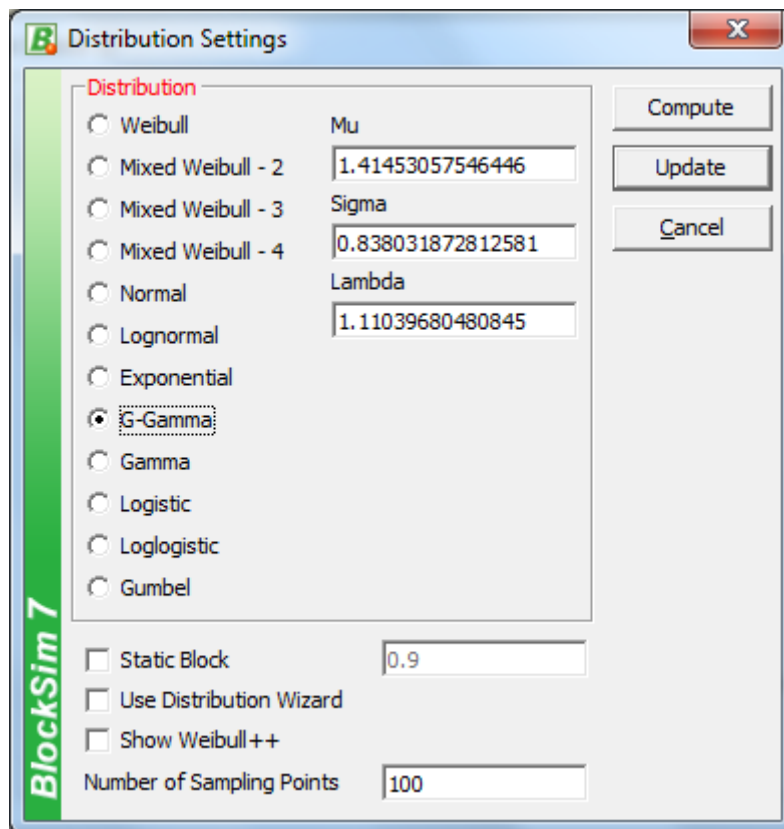 Distribution Settings
Distribution
Weibull
Mixed Weibull - 2
Mixed Weibull - 3
Mixed Weibull - 4
Normal
Lognormal
Exponential
G-Gamma
Gamma
Logistic
Loglogistic
Gumbel
Mu
1.41453057546446
Sigma
0.838031872812581
Lambda
1.11039680480845
Compute
Update
Cancel
Static Block 0.9
Use Distribution Wizard
Show Weibull++
Number of Sampling Points 100
BlockSim 7